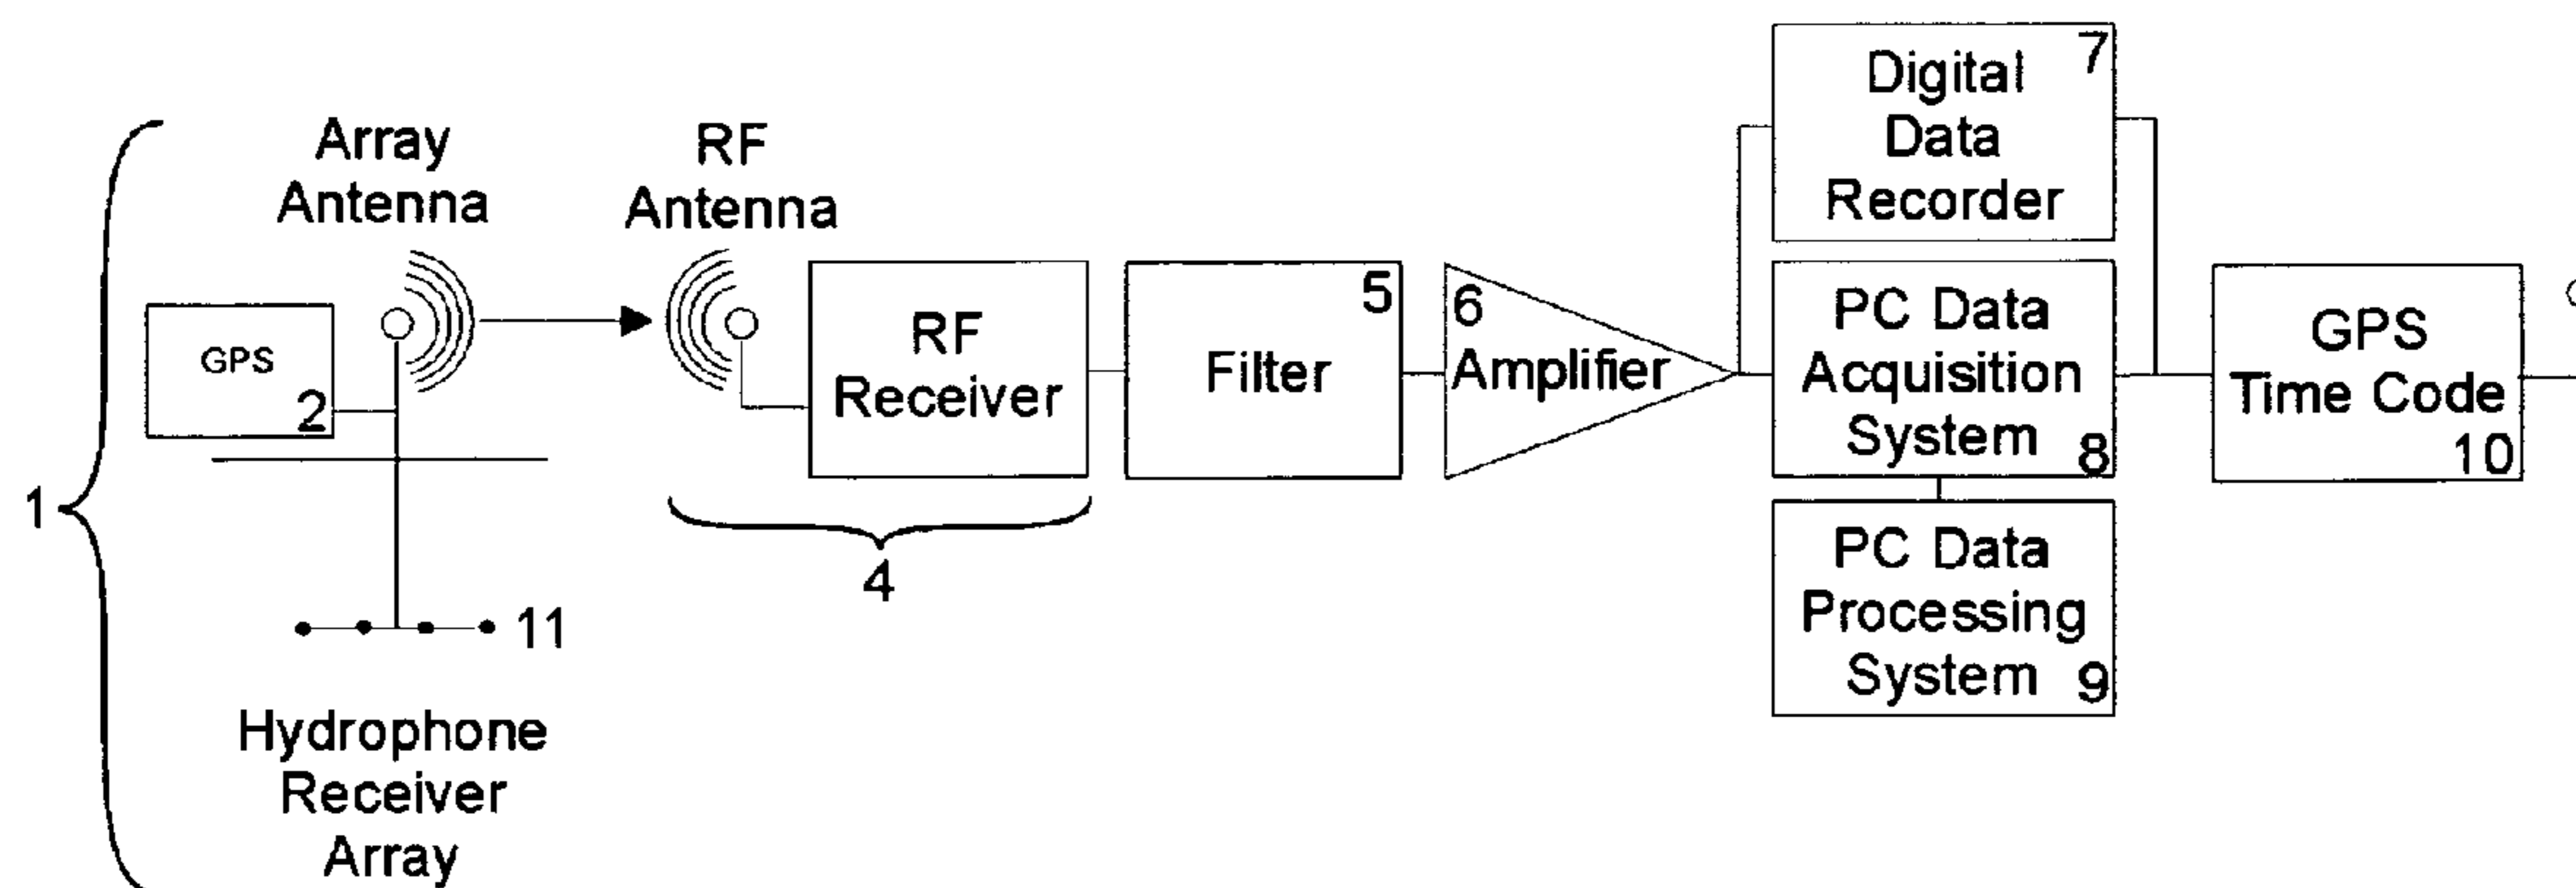 1
Array
Antenna
GPS
2
11
Hydrophone
Receiver
Array
RF
Antenna
RF
Receiver
4
5
Filter
6
Amplifier
7
Digital
Data
Recorder
PC Data
Acquisition
System
8
PC Data
Processing
System
9
GPS
Time Code
10